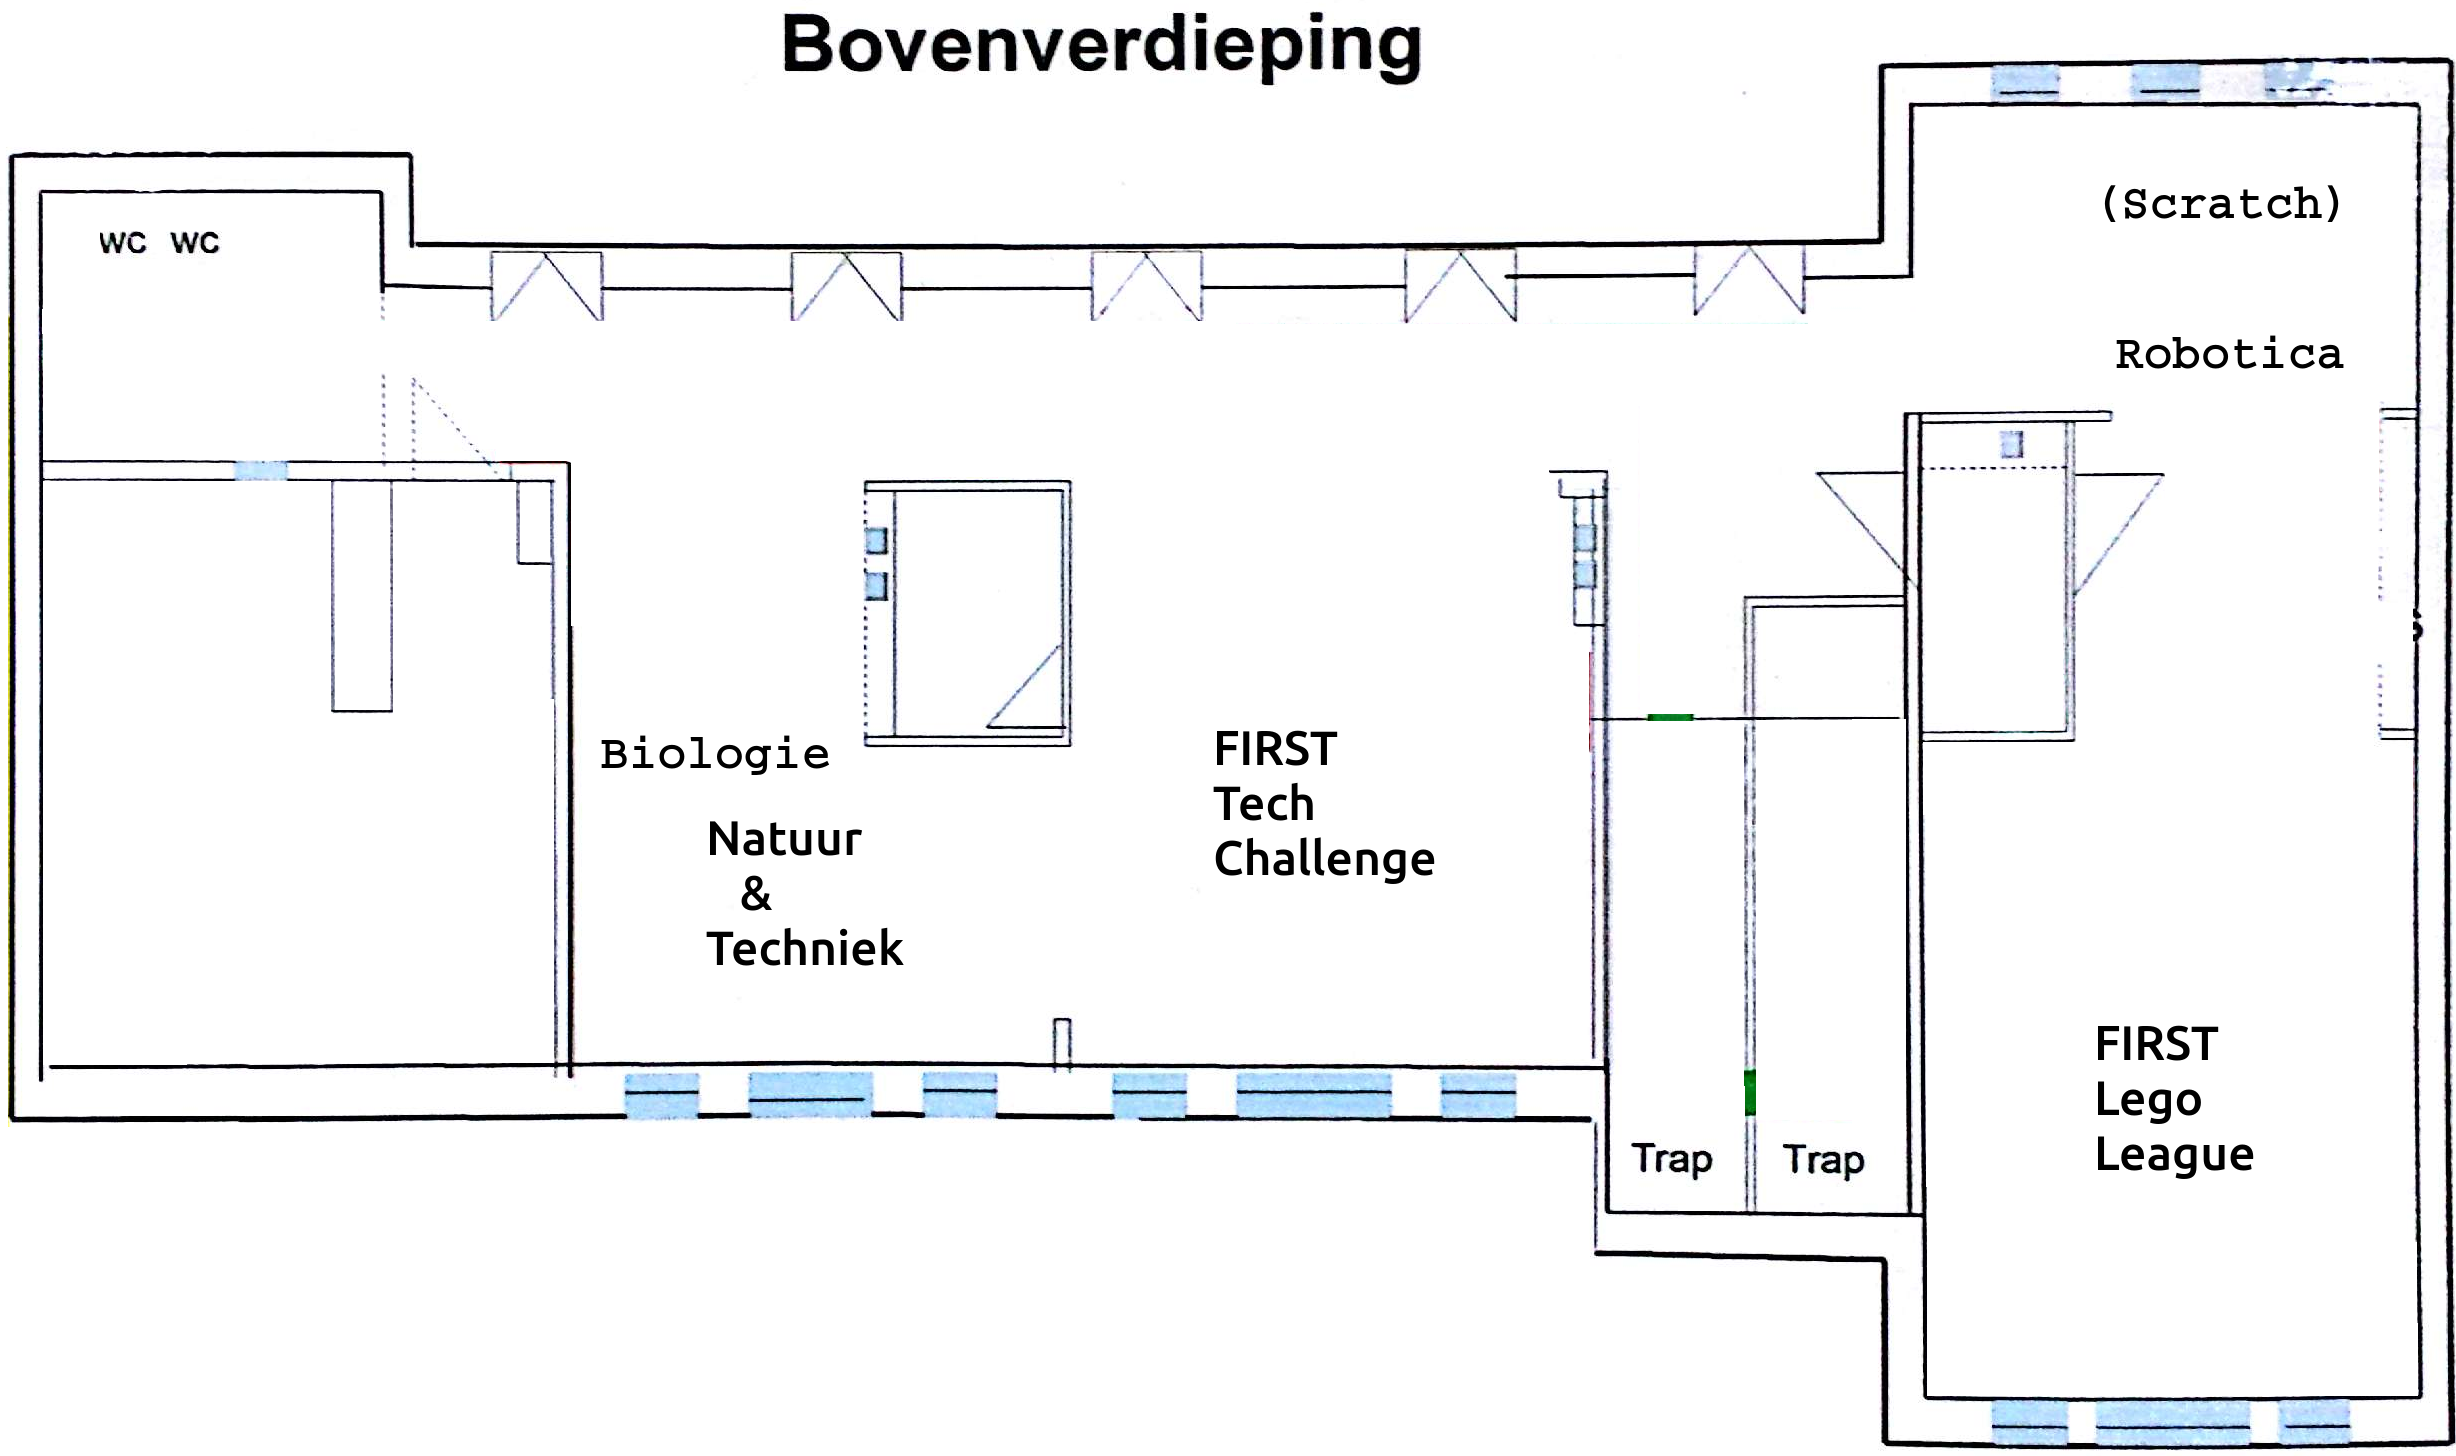 Bovenverdieping
(Scratch)
WC WC
Robotica
Biologie
Natuur
&
Techniek
FIRST
Tech
Challenge
FIRST
Lego
League
Trap
Trap